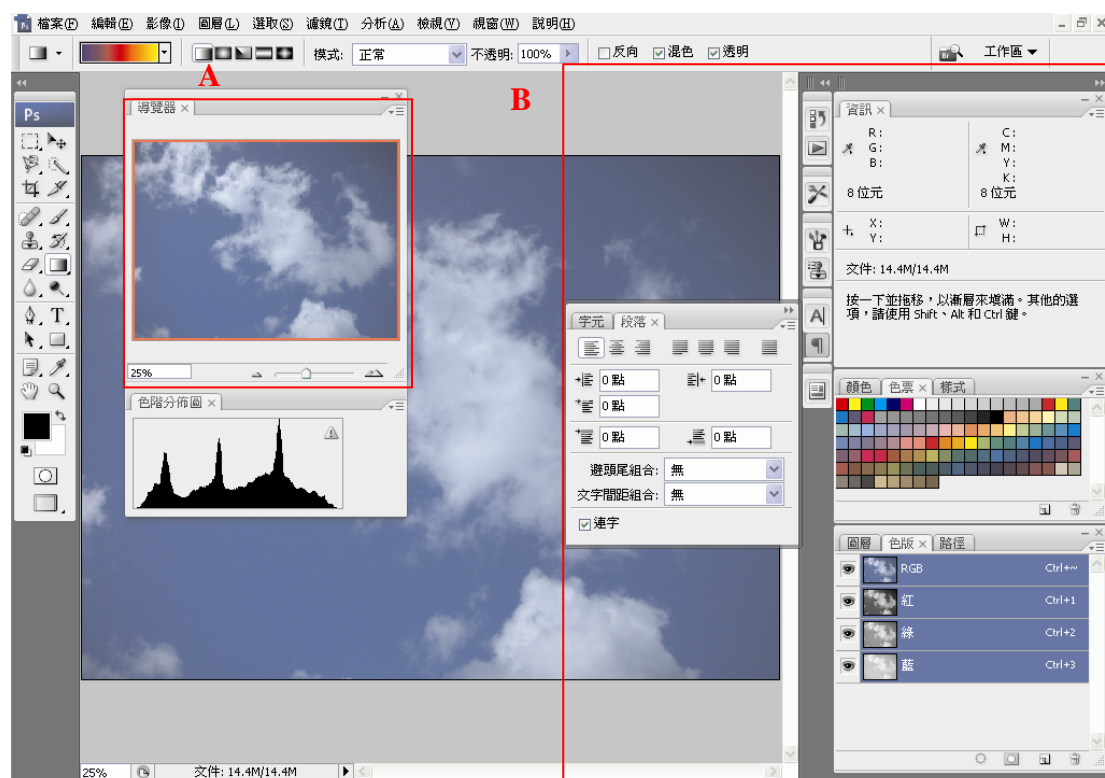 檔案(F) 編輯(E) 影像(I) 圖層(L) 選取(S) 濾鏡(T) 分析(A) 檢視(V) 視窗(W) 說明(H)
模式: 正常 不透明: 100% 反向 混色 透明 工作區
A
B
Ps
導覽器
25%
色階分佈圖
字元 段落
0 點 0 點
0 點
0 點 0 點
避頭尾組合: 無
文字間距組合: 無
連字
資訊
R: C:
G: M:
B: Y:
K:
8 位元 8 位元
X: W:
Y: H:
文件: 14.4M/14.4M
按一下並拖移，以漸層來填滿。其他的選
項，請使用 Shift、Alt 和 Ctrl 鍵。
顏色 色票 樣式
圖層 色版 路徑
RGB Ctrl+~
紅 Ctrl+1
綠 Ctrl+2
藍 Ctrl+3
25% 文件: 14.4M/14.4M